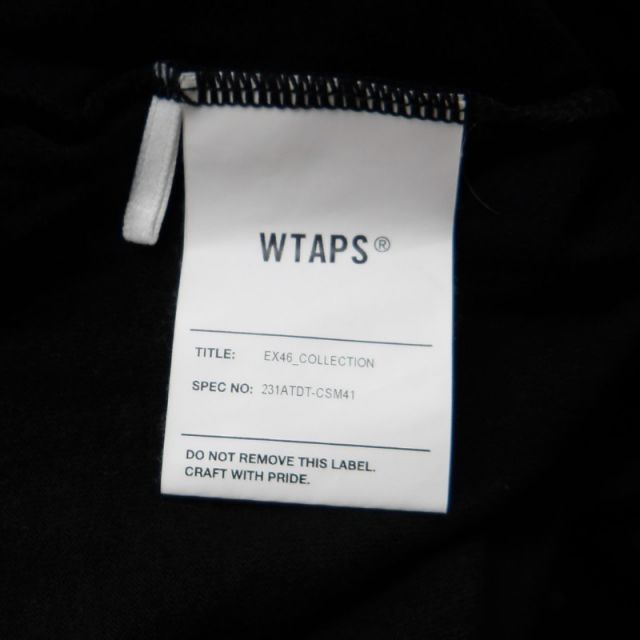 WTAPS®
TITLE: EX46_COLLECTION
SPEC NO: 231ATDT-CSM41
DO NOT REMOVE THIS LABEL.
CRAFT WITH PRIDE.